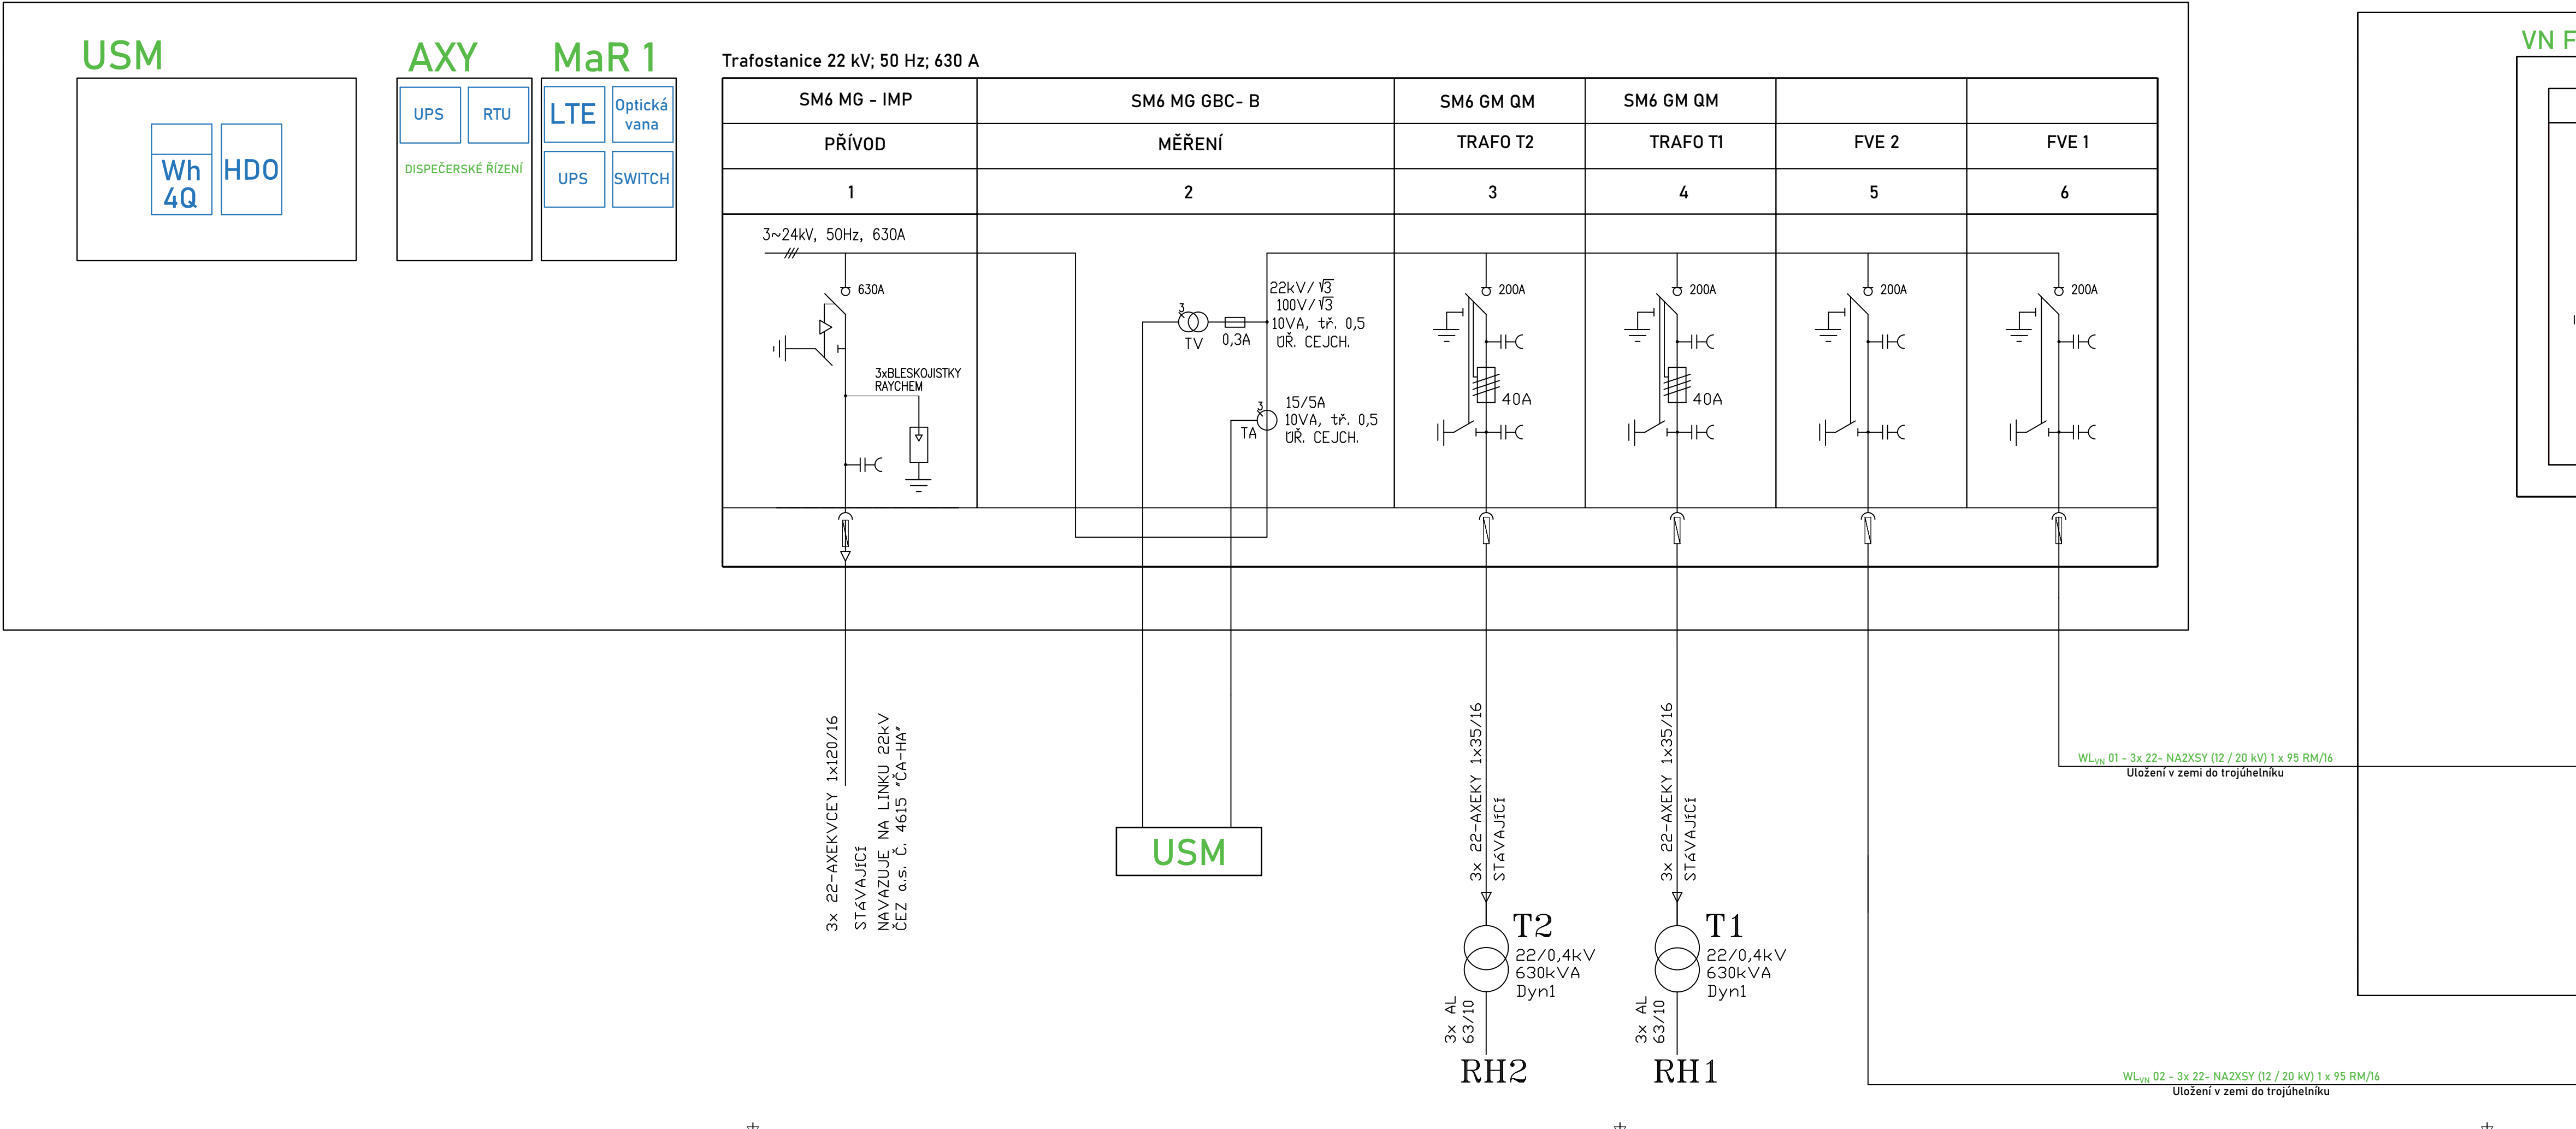 USM
Wh
4Q
HDO
AXY
UPS
RTU
DISPEČERSKÉ ŘÍZENÍ
MaR 1
LTE
Optická
vana
UPS
SWITCH
Trafostanice 22 kV; 50 Hz; 630 A
SM6 MG - IMP
SM6 MG GBC- B
SM6 GM QM
SM6 GM QM
PŘÍVOD
MĚŘENÍ
TRAFO T2
TRAFO T1
FVE 2
FVE 1
1
2
3
4
5
6
3~24kV, 50Hz, 630A
630A
3xBLESKOJISTKY
RAYCHEM
3
TV
0,3A
22kV/√3
100V/√3
10VA, tř. 0,5
ÚŘ. CEJCH.
3
TA
15/5A
10VA, tř. 0,5
ÚŘ. CEJCH.
200A
40A
200A
40A
200A
200A
3x 22-AXEKVCEY 1x120/16
STÁVAJÍCÍ
NAVAZUJE NA LINKU 22kV
ČEZ a.s. Č. 4615 "ČA-HA"
USM
3x 22-AXEKY 1x35/16
STÁVAJÍCÍ
T2
22/0,4kV
630kVA
Dyn1
3x AL
63/10
RH2
3x 22-AXEKY 1x35/16
STÁVAJÍCÍ
T1
22/0,4kV
630kVA
Dyn1
3x AL
63/10
RH1
WLVN 01 - 3x 22- NA2XSY (12 / 20 kV) 1 x 95 RM/16
Uložení v zemi do trojúhelníku
WLVN 02 - 3x 22- NA2XSY (12 / 20 kV) 1 x 95 RM/16
Uložení v zemi do trojúhelníku
VN F